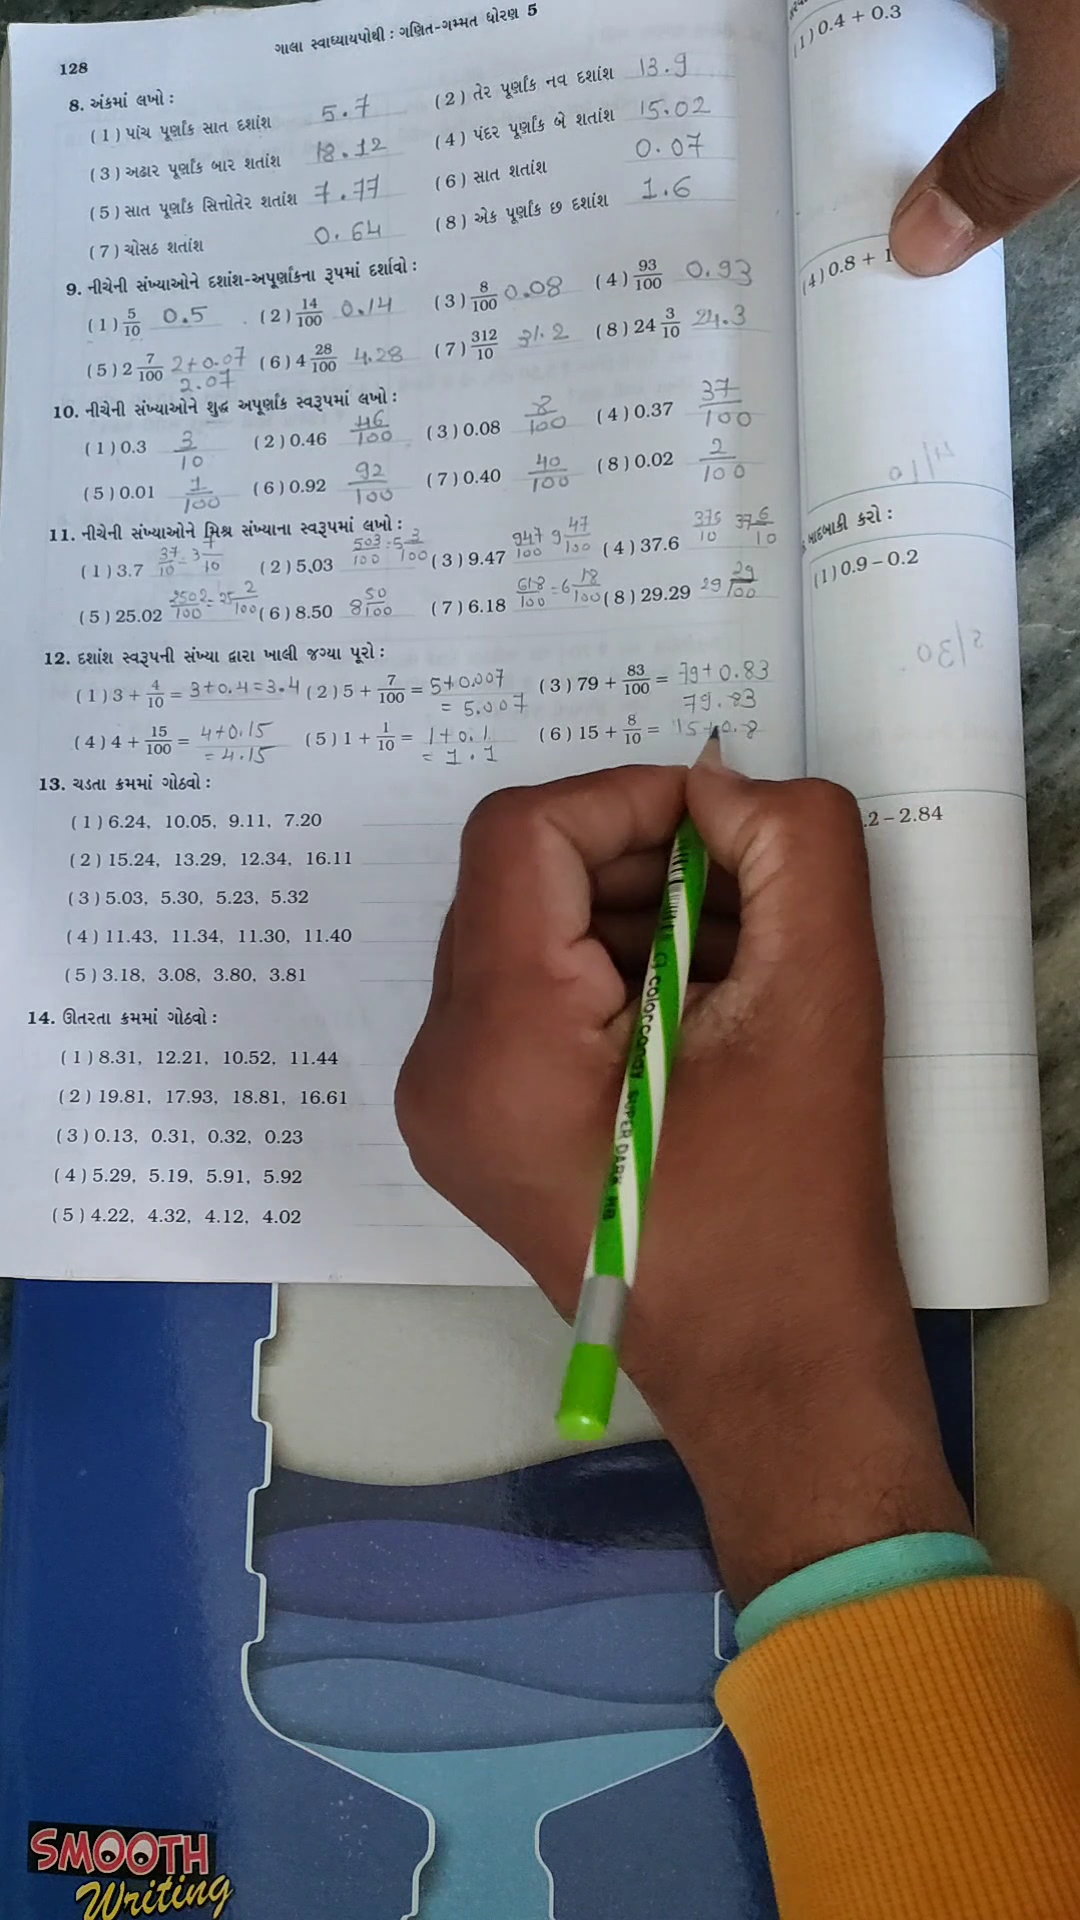 128
ગાલા સ્વાધ્યાયપોથી : ગણિત-ગમ્મત ધોરણ 5
8. અંકમાં લખો :
(1) પાંચ પૂર્ણાંક સાત દશાંશ 5.7 (2) તેર પૂર્ણાંક નવ દશાંશ 13.9
(3) અઢાર પૂર્ણાંક બાર શતાંશ 18.12 (4) પંદર પૂર્ણાંક બે શતાંશ 15.02
(5) સાત પૂર્ણાંક સિત્તોતેર શતાંશ 7.77 (6) સાત શતાંશ 0.07
(7) ચોસઠ શતાંશ 0.64 (8) એક પૂર્ણાંક છ દશાંશ 1.6
9. નીચેની સંખ્યાઓને દશાંશ-અપૂર્ણાંકના રૂપમાં દર્શાવો :
(1) 5/10 0.5 (2) 14/100 0.14 (3) 8/100 0.08 (4) 93/100 0.93
(5) 2 7/100 2+0.07 (6) 4 28/100 4.28 (7) 312/10 31.2 (8) 24 3/10 24.3
2.07
10. નીચેની સંખ્યાઓને શુદ્ધ અપૂર્ણાંક સ્વરૂપમાં લખો :
(1) 0.3 3/10 (2) 0.46 46/100 (3) 0.08 8/100 (4) 0.37 37/100
(5) 0.01 1/100 (6) 0.92 92/100 (7) 0.40 40/100 (8) 0.02 2/100
11. નીચેની સંખ્યાઓને મિશ્ર સંખ્યાના સ્વરૂપમાં લખો :
(1) 3.7 37/10 = 3 7/10 (2) 5.03 503/100 = 5 3/100 (3) 9.47 947/100 9 47/100 (4) 37.6 376/10 37 6/10
(5) 25.02 2502/100 = 25 2/100 (6) 8.50 8 50/100 (7) 6.18 618/100 = 6 18/100 (8) 29.29 29 29/100
12. દશાંશ સ્વરૂપની સંખ્યા દ્વારા ખાલી જગ્યા પૂરો :
(1) 3 + 4/10 = 3+0.4=3.4 (2) 5 + 7/100 = 5+0.007 (3) 79 + 83/100 = 79+0.83
= 5.007 79.83
(4) 4 + 15/100 = 4+0.15 (5) 1 + 1/10 = 1+0.1 (6) 15 + 8/10 = 15+0.8
= 4.15 = 1.1
13. ચડતા ક્રમમાં ગોઠવો :
(1) 6.24, 10.05, 9.11, 7.20
(2) 15.24, 13.29, 12.34, 16.11
(3) 5.03, 5.30, 5.23, 5.32
(4) 11.43, 11.34, 11.30, 11.40
(5) 3.18, 3.08, 3.80, 3.81
14. ઊતરતા ક્રમમાં ગોઠવો :
(1) 8.31, 12.21, 10.52, 11.44
(2) 19.81, 17.93, 18.81, 16.61
(3) 0.13, 0.31, 0.32, 0.23
(4) 5.29, 5.19, 5.91, 5.92
(5) 4.22, 4.32, 4.12, 4.02
(1) 0.4 + 0.3
(4) 0.8 + 1
બાદબાકી કરો :
(1) 0.9 – 0.2
.2 – 2.84
SUPER DARK HB
SMOOTH
Writing